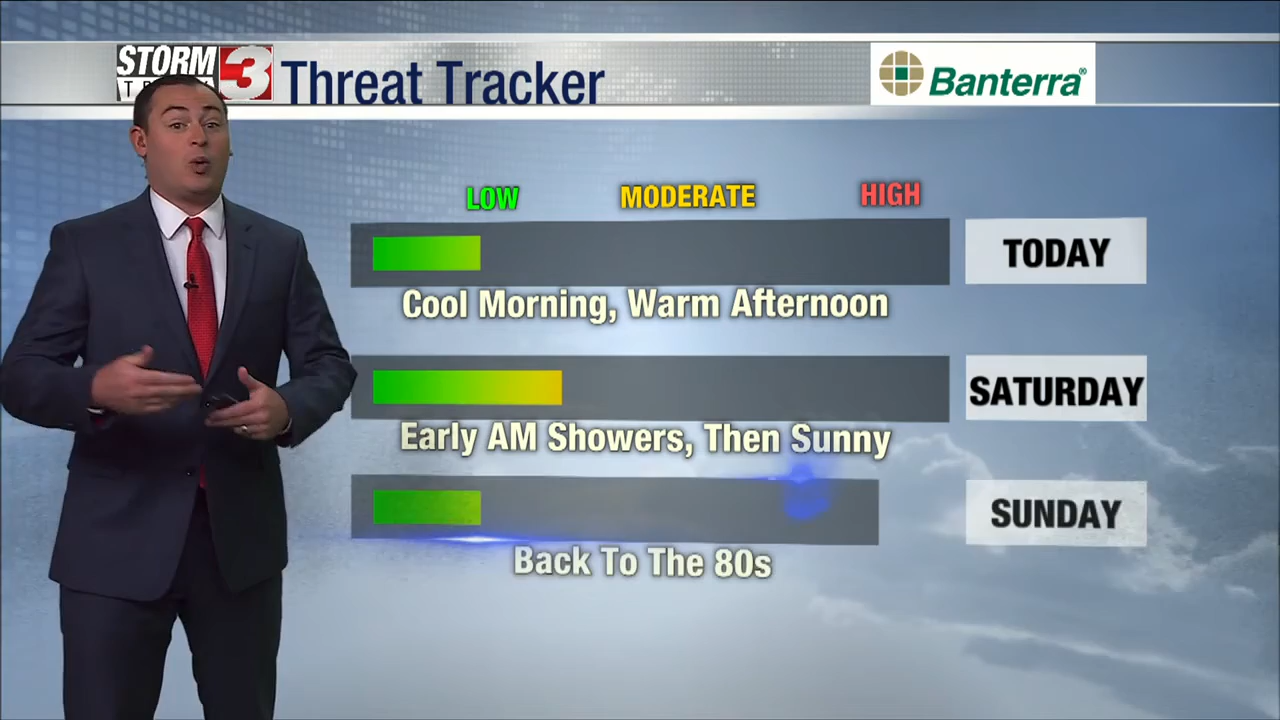 STORM
3
Threat Tracker
Banterra®
LOW MODERATE HIGH
TODAY
Cool Morning, Warm Afternoon
SATURDAY
Early AM Showers, Then Sunny
SUNDAY
Back To The 80s